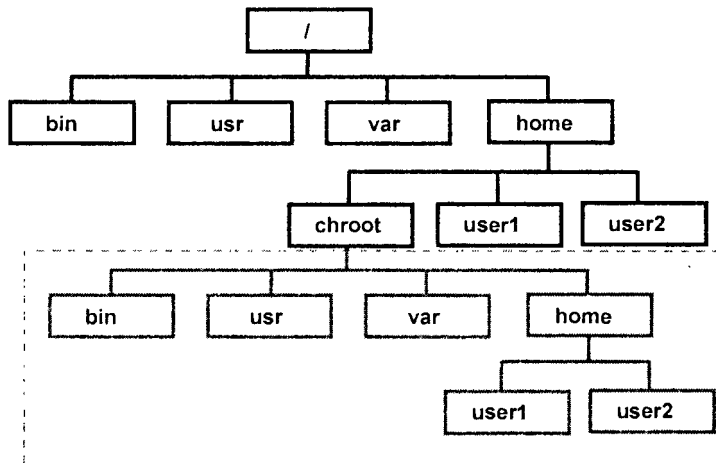 /
bin usr var home
chroot user1 user2
bin usr var home
user1 user2